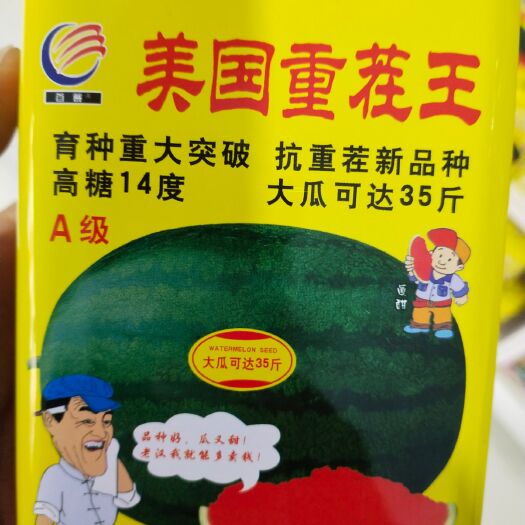 美国重茬王
育种重大突破 抗重茬新品种
高糖14度 大瓜可达35斤
A级
WATERMELON SEED
大瓜可达35斤
品种好，瓜又甜！
老汉我就能多卖钱！